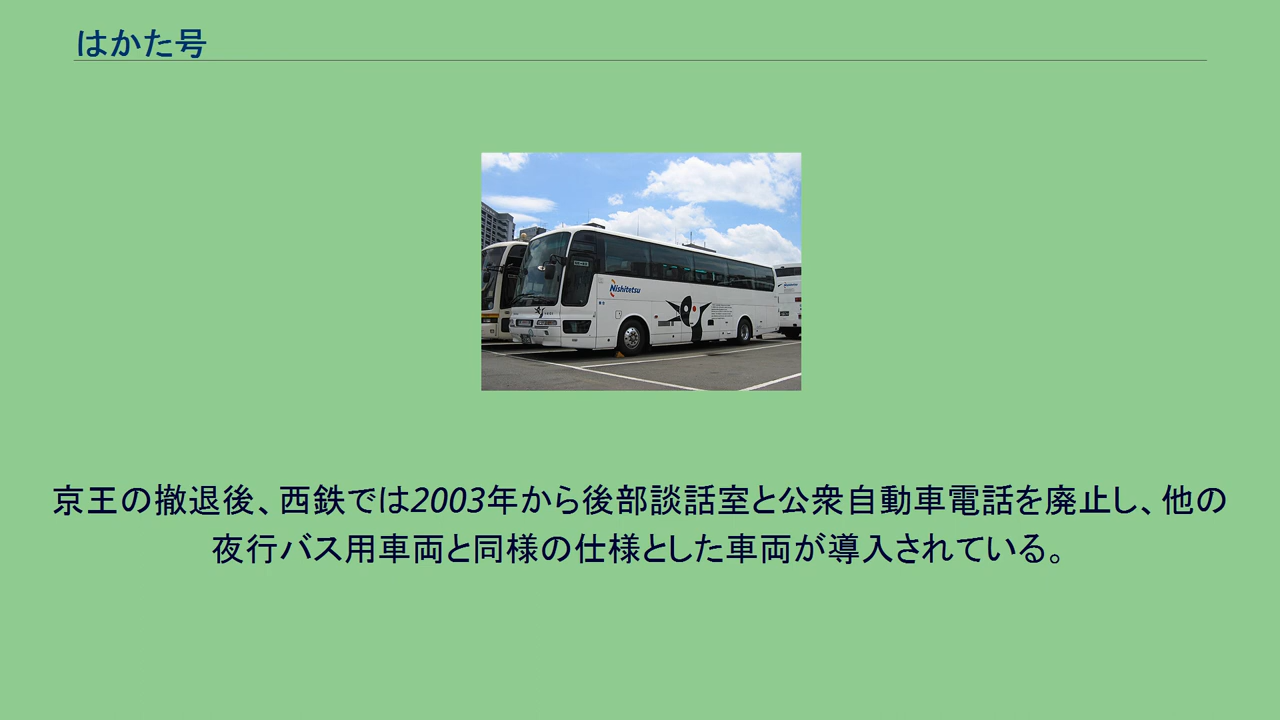 はかた号
Nishitetsu
京王の撤退後、西鉄では2003年から後部談話室と公衆自動車電話を廃止し、他の
夜行バス用車両と同様の仕様とした車両が導入されている。